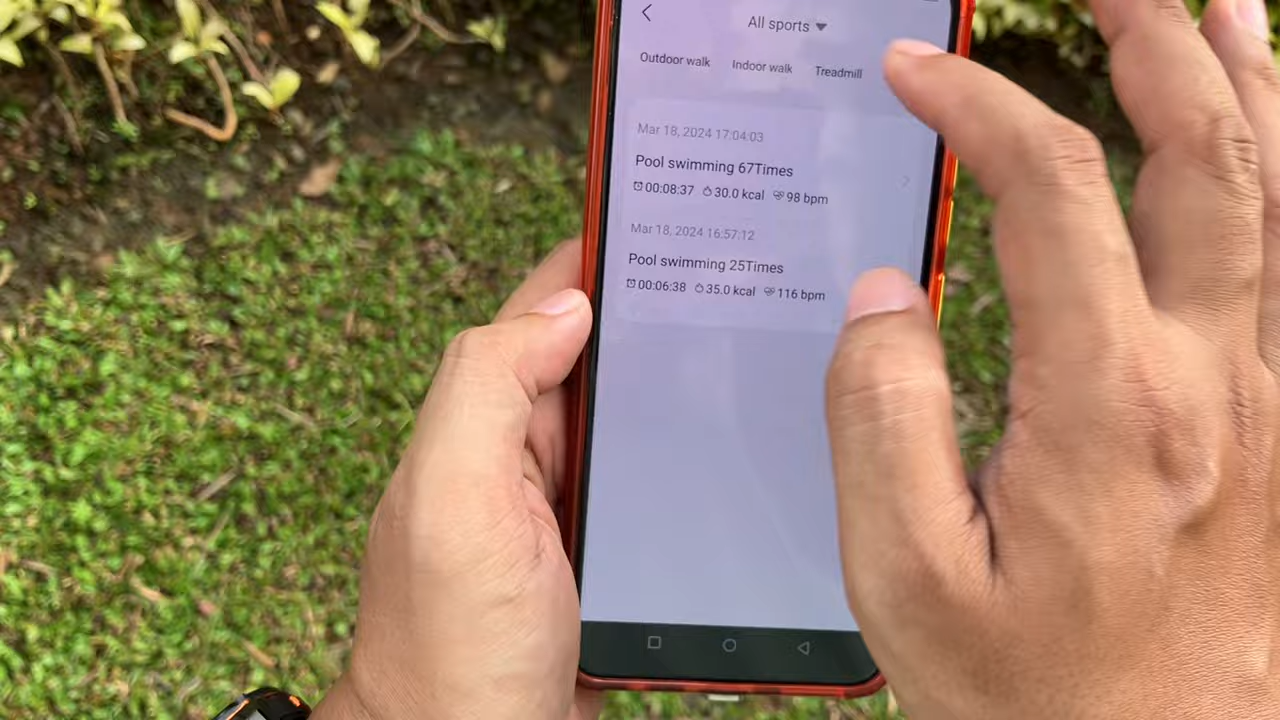 All sports
Outdoor walk Indoor walk Treadmill
Mar 18, 2024 17:04:03
Pool swimming 67Times
00:08:37 30.0 kcal 98 bpm
Mar 18, 2024 16:57:12
Pool swimming 25Times
00:06:38 35.0 kcal 116 bpm